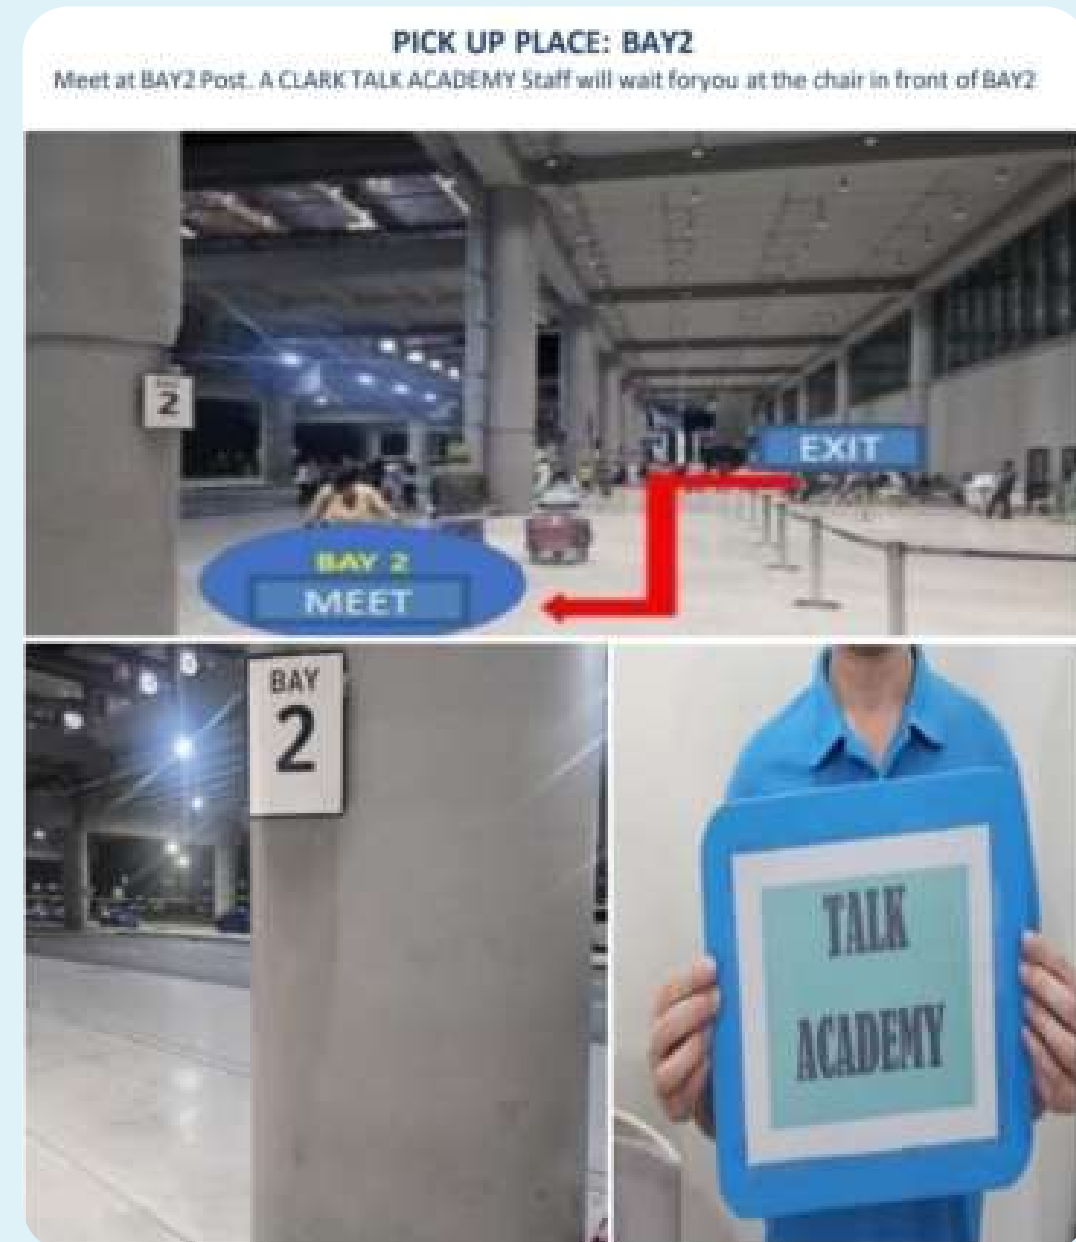 PICK UP PLACE: BAY2
Meet at BAY2 Post. A CLARK TALK ACADEMY Staff will wait foryou at the chair in front of BAY2
2
EXIT
BAY 2
MEET
BAY
2
TALK
ACADEMY